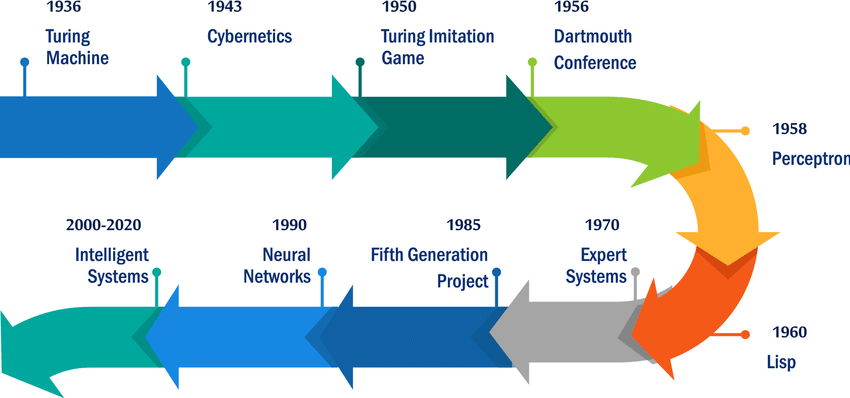 1936
Turing
Machine
1943
Cybernetics
1950
Turing Imitation
Game
1956
Dartmouth
Conference
1958
Perceptron
1960
Lisp
1970
Expert
Systems
1985
Fifth Generation
Project
1990
Neural
Networks
2000-2020
Intelligent
Systems